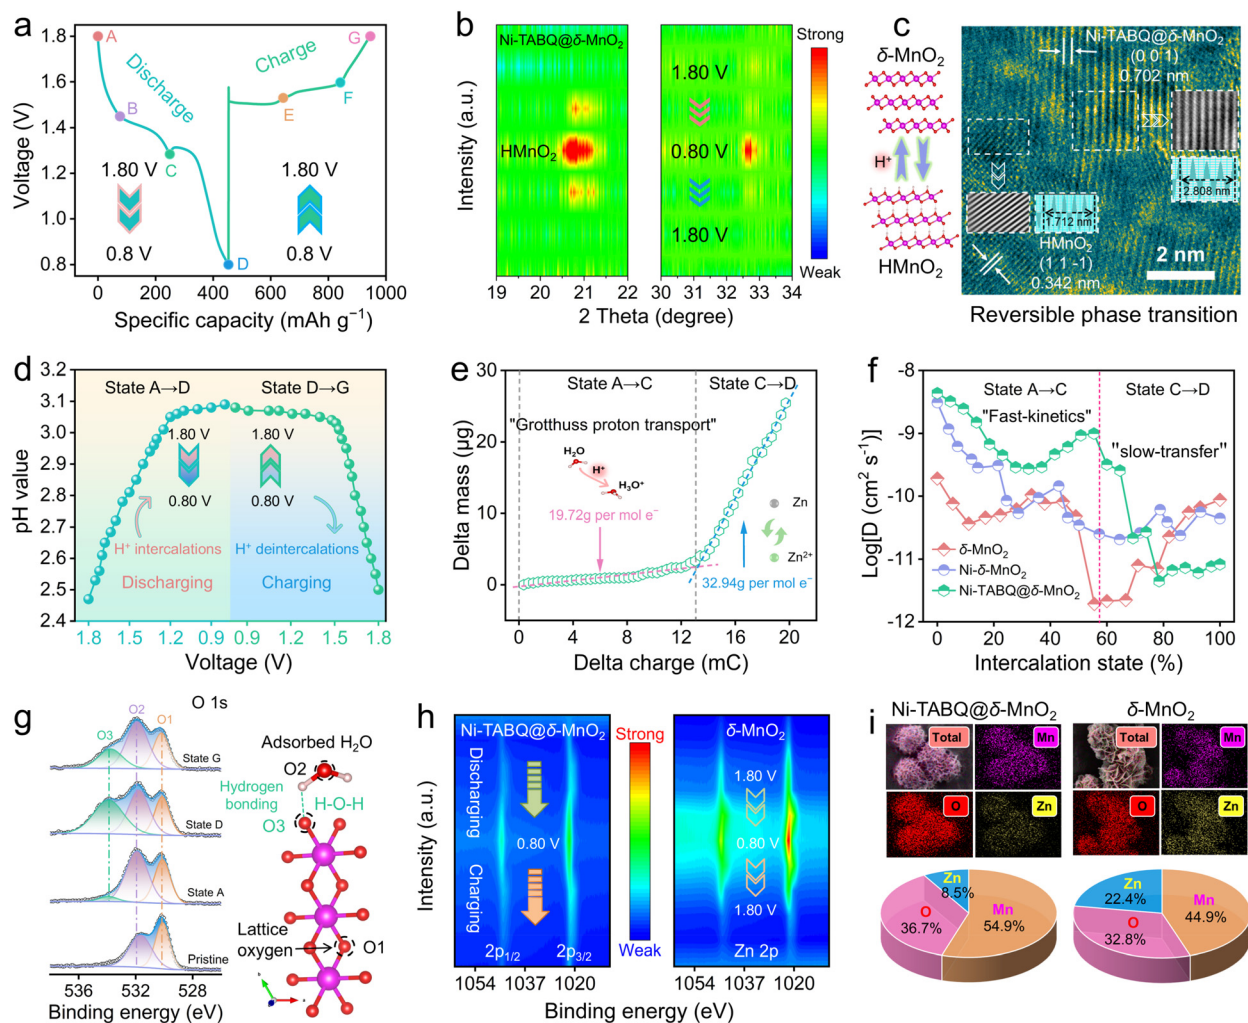 a
A
B
C
D
E
F
G
Discharge
Charge
1.80 V
0.8 V
1.80 V
0.8 V
Voltage (V)
1.8
1.6
1.4
1.2
1.0
0.8
0 200 400 600 800 1000
Specific capacity (mAh g⁻¹)
b
Intensity (a.u.)
Ni-TABQ@δ-MnO₂
HMnO₂
1.80 V
0.80 V
1.80 V
Strong
Weak
19 20 21 22
30 31 32 33 34
2 Theta (degree)
c
δ-MnO₂
H⁺
HMnO₂
Ni-TABQ@δ-MnO₂
(0 0 1)
0.702 nm
2.808 nm
1.712 nm
HMnO₂
(1 1 -1)
0.342 nm
2 nm
Reversible phase transition
d
State A→D
State D→G
1.80 V
0.80 V
1.80 V
0.80 V
H⁺ intercalations
Discharging
H⁺ deintercalations
Charging
pH value
3.2
3.1
3.0
2.9
2.8
2.7
2.6
2.5
2.4
1.8 1.5 1.2 0.9 0.9 1.2 1.5 1.8
Voltage (V)
e
State A→C
State C→D
"Grotthuss proton transport"
H₂O
H⁺
H₃O⁺
19.72g per mol e⁻
Zn
Zn²⁺
32.94g per mol e⁻
Delta mass (μg)
30
20
10
0
0 4 8 12 16 20
Delta charge (mC)
f
State A→C
State C→D
"Fast-kinetics"
"slow-transfer"
δ-MnO₂
Ni-δ-MnO₂
Ni-TABQ@δ-MnO₂
Log[D (cm² s⁻¹)]
-8
-9
-10
-11
-12
0 20 40 60 80 100
Intercalation state (%)
g
O 1s
O3
O2
O1
State G
State D
State A
Pristine
536 532 528
Binding energy (eV)
Adsorbed H₂O
O2
Hydrogen
bonding
H-O-H
O3
Lattice
oxygen
O1
h
Intensity (a.u.)
Ni-TABQ@δ-MnO₂
Discharging
0.80 V
Charging
2p₁/₂
2p₃/₂
Strong
Weak
δ-MnO₂
1.80 V
0.80 V
1.80 V
Zn 2p
1054 1037 1020
1054 1037 1020
Binding energy (eV)
i
Ni-TABQ@δ-MnO₂
δ-MnO₂
Total
Mn
O
Zn
Total
Mn
O
Zn
Zn
8.5%
O
36.7%
Mn
54.9%
Zn
22.4%
O
32.8%
Mn
44.9%